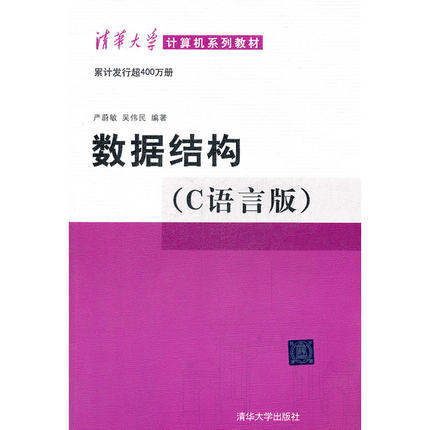 清华大学 计算机系列教材
累计发行超400万册
严蔚敏 吴伟民 编著
数据结构
(C语言版)
清华大学出版社